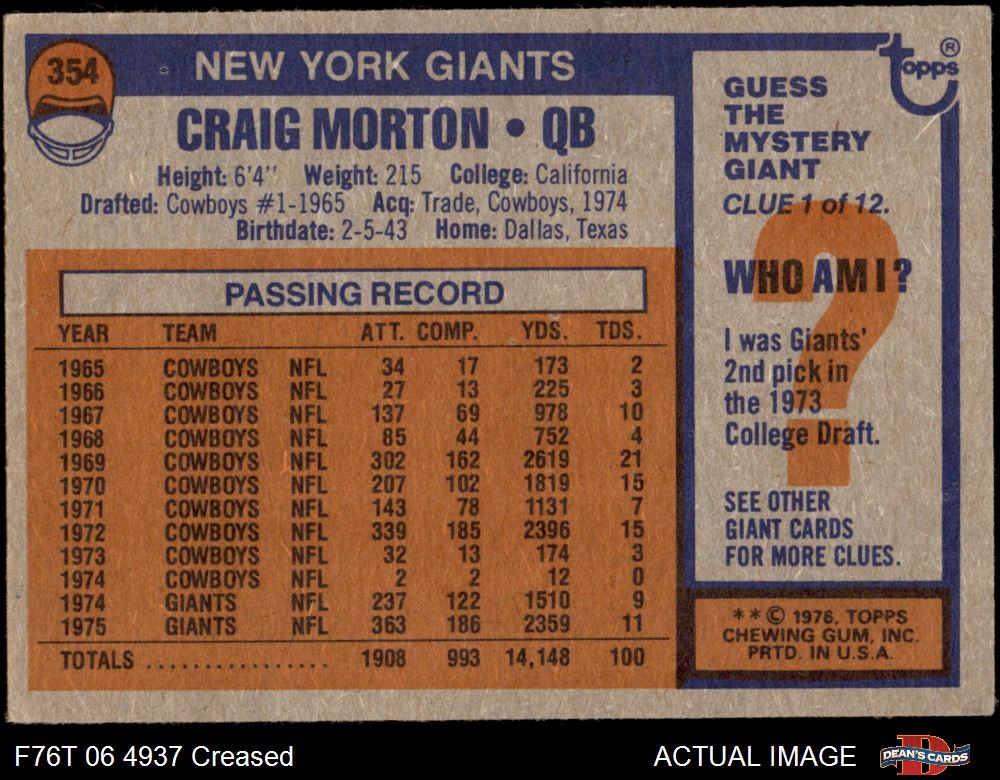 354
NEW YORK GIANTS
CRAIG MORTON • QB
Height: 6'4'' Weight: 215 College: California
Drafted: Cowboys #1-1965 Acq: Trade, Cowboys, 1974
Birthdate: 2-5-43 Home: Dallas, Texas
PASSING RECORD
YEAR TEAM ATT. COMP. YDS. TDS.
1965 COWBOYS NFL 34 17 173 2
1966 COWBOYS NFL 27 13 225 3
1967 COWBOYS NFL 137 69 978 10
1968 COWBOYS NFL 85 44 752 4
1969 COWBOYS NFL 302 162 2619 21
1970 COWBOYS NFL 207 102 1819 15
1971 COWBOYS NFL 143 78 1131 7
1972 COWBOYS NFL 339 185 2396 15
1973 COWBOYS NFL 32 13 174 3
1974 COWBOYS NFL 2 2 12 0
1974 GIANTS NFL 237 122 1510 9
1975 GIANTS NFL 363 186 2359 11
TOTALS ................ 1908 993 14,148 100
topps ®
GUESS
THE
MYSTERY
GIANT
CLUE 1 of 12.
WHO AM I?
?
I was Giants'
2nd pick in
the 1973
College Draft.
SEE OTHER
GIANT CARDS
FOR MORE CLUES.
**© 1976, TOPPS
CHEWING GUM, INC.
PRTD. IN U.S.A.
F76T 06 4937 Creased
ACTUAL IMAGE
D
DEAN'S CARDS